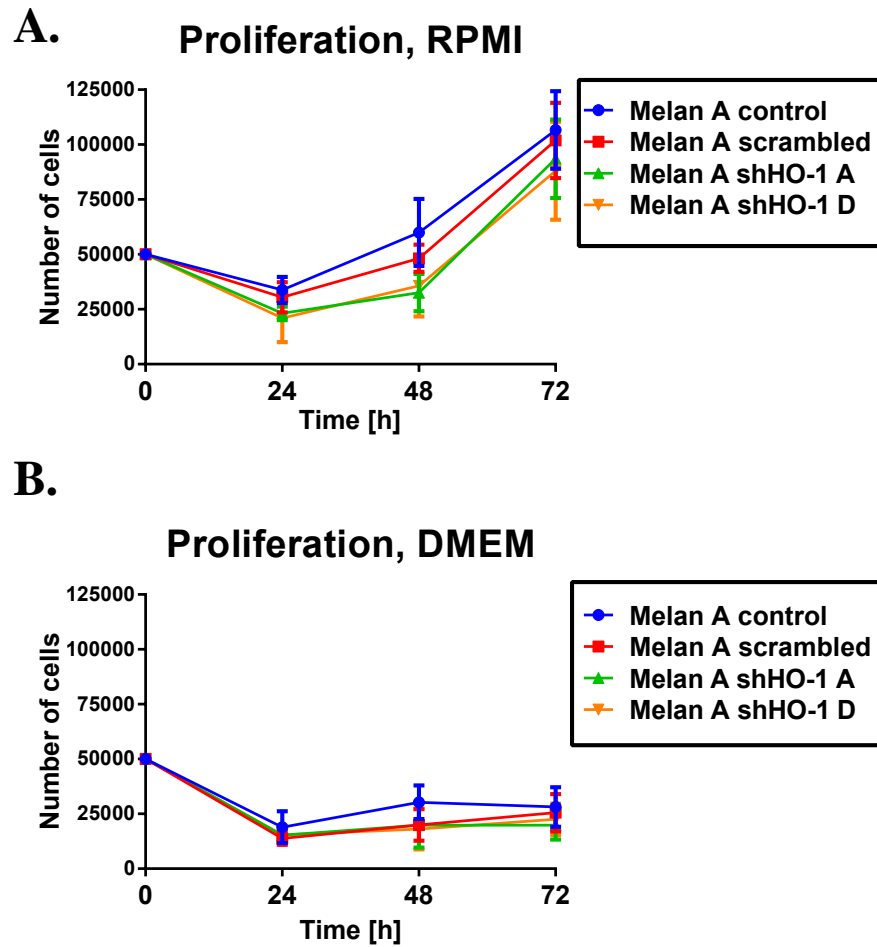 A.
Proliferation, RPMI
125000
100000
75000
50000
25000
0
Number of cells
0 24 48 72
Time [h]
Melan A control
Melan A scrambled
Melan A shHO-1 A
Melan A shHO-1 D
B.
Proliferation, DMEM
125000
100000
75000
50000
25000
0
Number of cells
0 24 48 72
Time [h]
Melan A control
Melan A scrambled
Melan A shHO-1 A
Melan A shHO-1 D